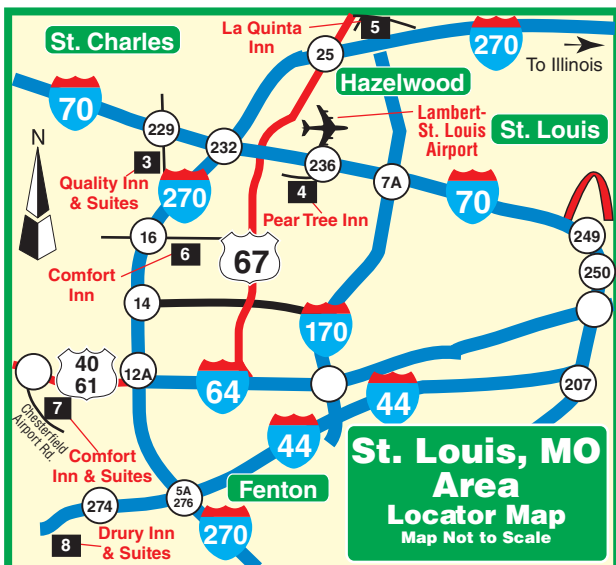 La Quinta
Inn
5
St. Charles
25
270
To Illinois
Hazelwood
70
Lambert-
St. Louis
Airport
St. Louis
229
232
N
3
236
Quality Inn
& Suites
270
4
7A
70
Pear Tree Inn
249
16
6
67
250
Comfort
Inn
14
170
40
61
12A
64
207
7
44
Chesterfield
Airport Rd.
Comfort
Inn & Suites
44
St. Louis, MO
Area
Locator Map
Map Not to Scale
5A
276
Fenton
274
270
8
Drury Inn
& Suites